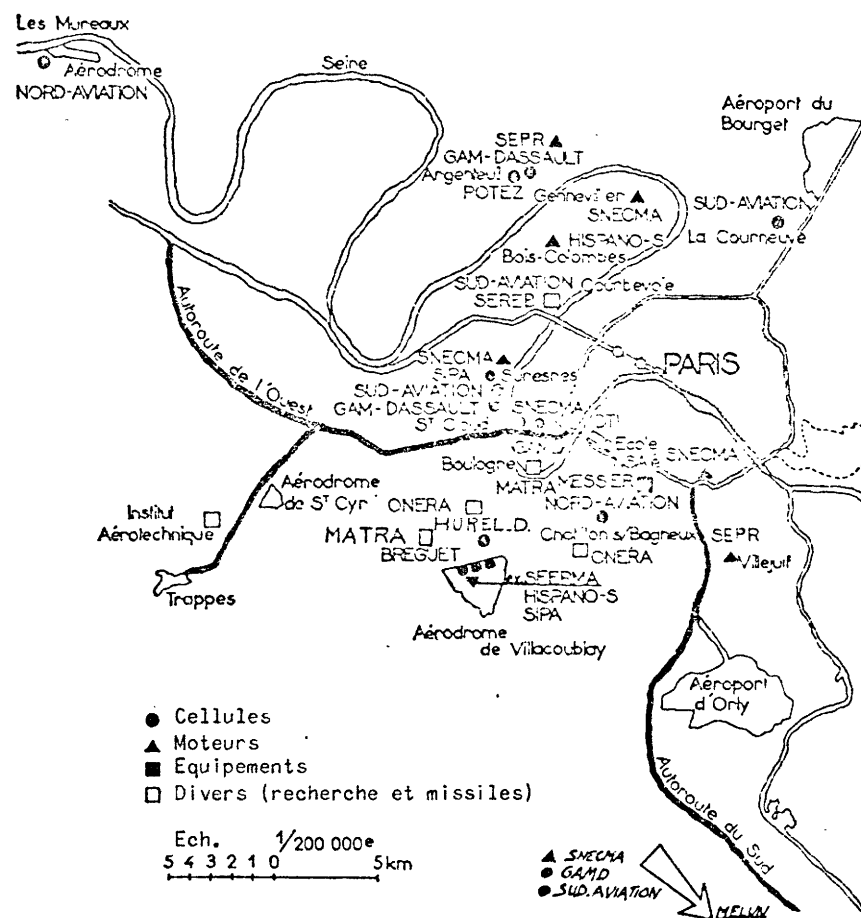 Les Mureaux
Aérodrome
NORD-AVIATION
Seine
Aéroport du
Bourget
SEPR
GAM-DASSAULT
Argenteuil
POTEZ
Gennevilliers
SNECMA
SUD-AVIATION
La Courneuve
HISPANO-S
Bois-Colombes
SUD-AVIATION Courbevoie
SEREB
Autoroute de l'Ouest
SNECMA
SIPA
Suresnes
PARIS
SUD-AVIATION
GAM-DASSAULT
SNECMA
Ecole
SNECMA
Boulogne
MATRA
MESSIER
NORD-AVIATION
Aérodrome
de St Cyr
ONERA
Institut
Aérotechnique
MATRA
HUREL.D.
BREGUET
Chatillon s/Bagneux
ONERA
SEPR
Villejuif
Trappes
HISPANO-S
SIPA
Aérodrome
de Villacoublay
Aéroport
d'Orly
Cellules
Moteurs
Equipements
Divers (recherche et missiles)
Ech. 1/200 000e
5 4 3 2 1 0 5km
Autoroute du Sud
SNECMA
GAMD
SUD.AVIATION
MELUN